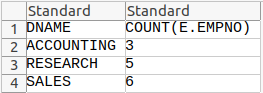 Standard Standard
1 DNAME COUNT(E.EMPNO)
2 ACCOUNTING 3
3 RESEARCH 5
4 SALES 6